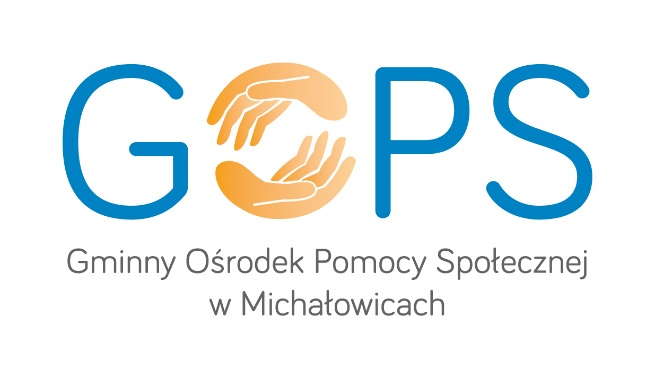 GOPS
Gminny Ośrodek Pomocy Społecznej
w Michałowicach